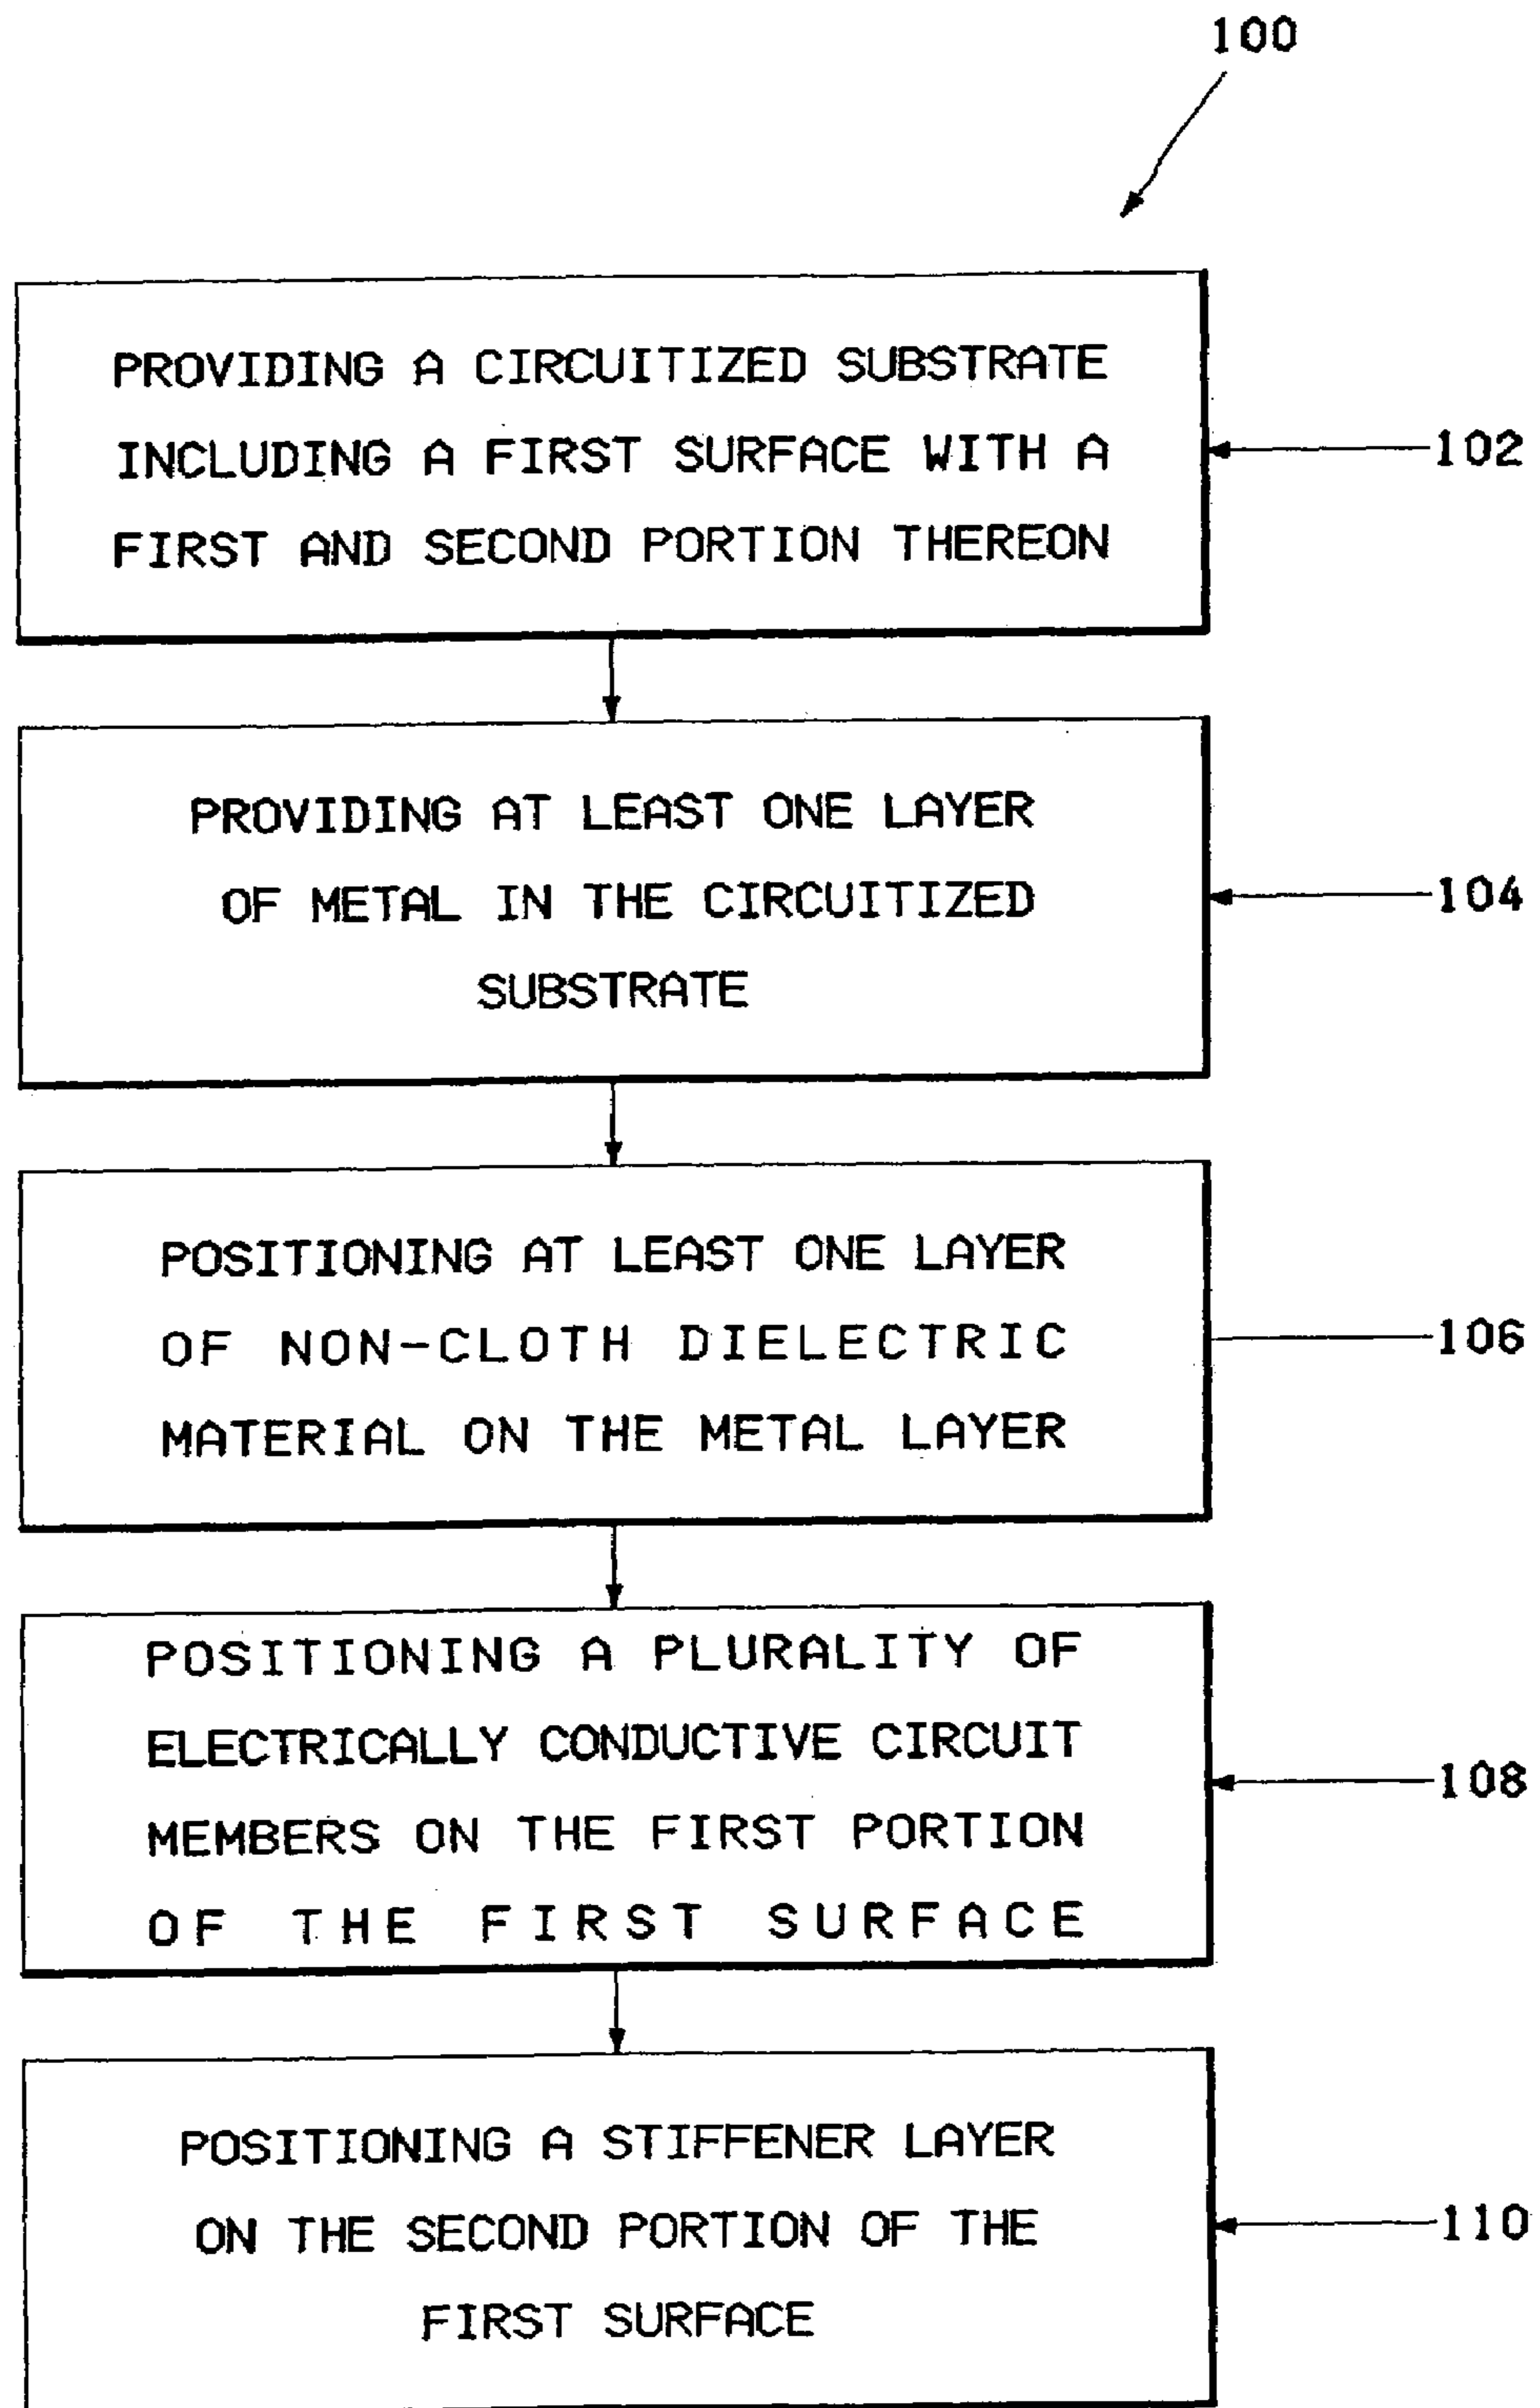 100
PROVIDING A CIRCUITIZED SUBSTRATE
INCLUDING A FIRST SURFACE WITH A
FIRST AND SECOND PORTION THEREON
102
PROVIDING AT LEAST ONE LAYER
OF METAL IN THE CIRCUITIZED
SUBSTRATE
104
POSITIONING AT LEAST ONE LAYER
OF NON-CLOTH DIELECTRIC
MATERIAL ON THE METAL LAYER
106
POSITIONING A PLURALITY OF
ELECTRICALLY CONDUCTIVE CIRCUIT
MEMBERS ON THE FIRST PORTION
OF THE FIRST SURFACE
108
POSITIONING A STIFFENER LAYER
ON THE SECOND PORTION OF THE
FIRST SURFACE
110